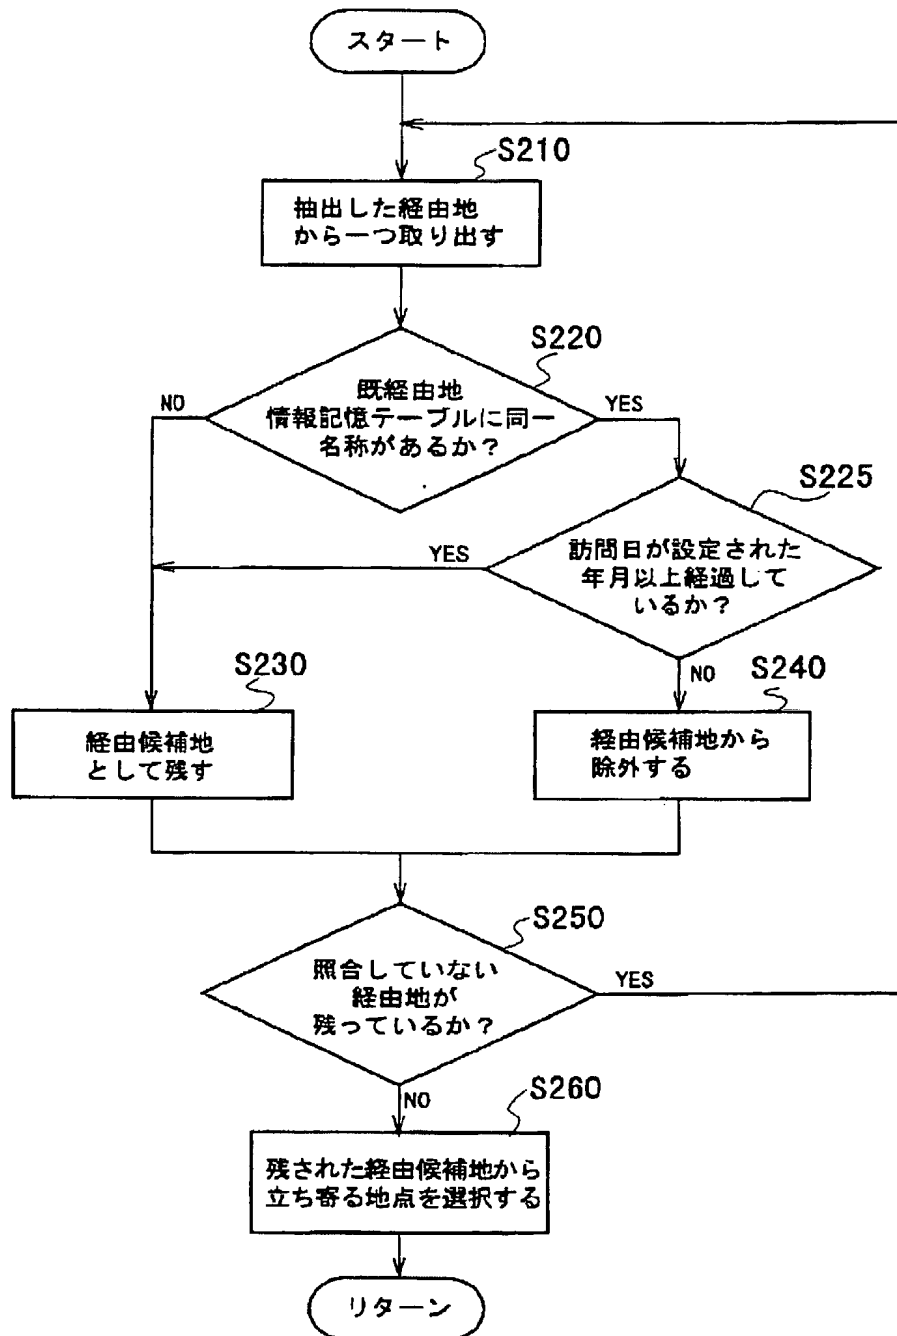 スタート
S210
抽出した経由地
から一つ取り出す
S220
既経由地
情報記憶テーブルに同一
名称があるか？
NO
YES
S225
訪問日が設定された
年月以上経過して
いるか？
YES
NO
S230
経由候補地
として残す
S240
経由候補地から
除外する
S250
照合していない
経由地が
残っているか？
YES
NO
S260
残された経由候補地から
立ち寄る地点を選択する
リターン